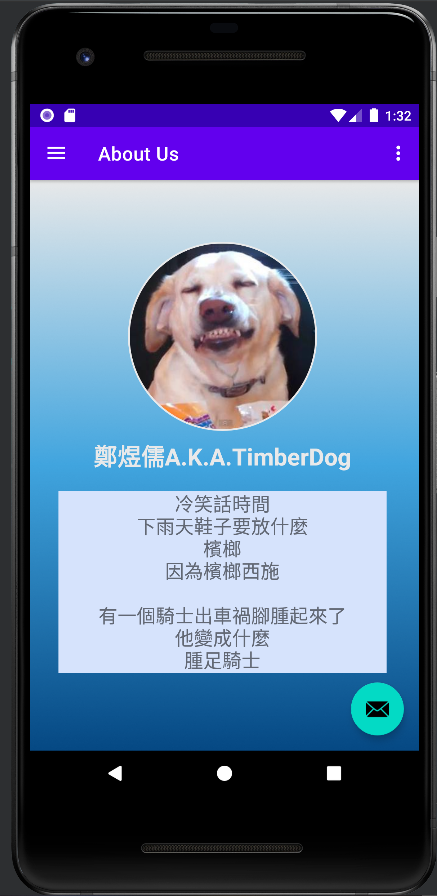 1:32
About Us
鄭煜儒A.K.A.TimberDog
冷笑話時間
下雨天鞋子要放什麼
檳榔
因為檳榔西施
有一個騎士出車禍腳腫起來了
他變成什麼
腫足騎士